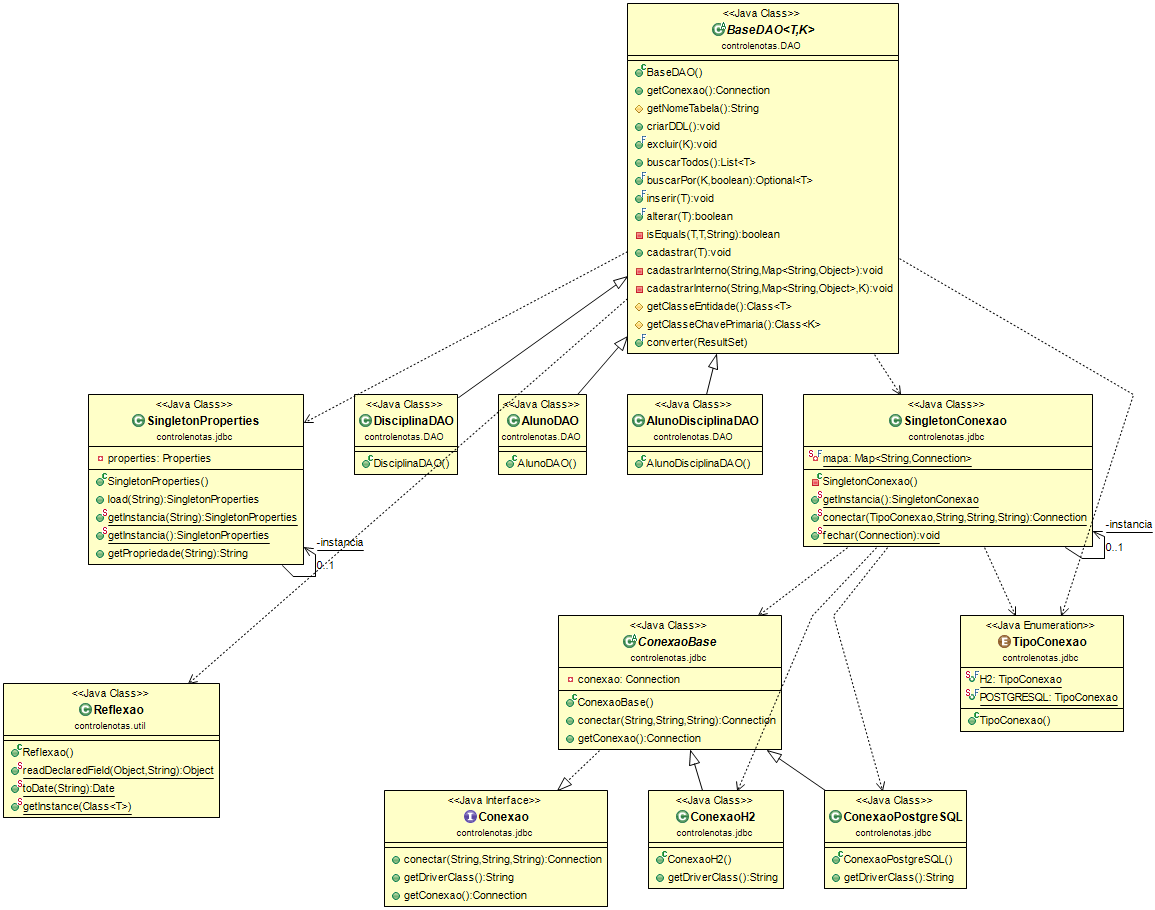 <<Java Class>>
BaseDAO<T,K>
controlenotas.DAO
BaseDAO()
getConexao():Connection
getNomeTabela():String
criarDDL():void
excluir(K):void
buscarTodos():List<T>
buscarPor(K,boolean):Optional<T>
inserir(T):void
alterar(T):boolean
isEquals(T,T,String):boolean
cadastrar(T):void
cadastrarInterno(String,Map<String,Object>):void
cadastrarInterno(String,Map<String,Object>,K):void
getClasseEntidade():Class<T>
getClasseChavePrimaria():Class<K>
converter(ResultSet)
<<Java Class>>
SingletonProperties
controlenotas.jdbc
properties: Properties
SingletonProperties()
load(String):SingletonProperties
getInstancia(String):SingletonProperties
getInstancia():SingletonProperties
getPropriedade(String):String
-instancia
0..1
<<Java Class>>
DisciplinaDAO
controlenotas.DAO
DisciplinaDAO()
<<Java Class>>
AlunoDAO
controlenotas.DAO
AlunoDAO()
<<Java Class>>
AlunoDisciplinaDAO
controlenotas.DAO
AlunoDisciplinaDAO()
<<Java Class>>
SingletonConexao
controlenotas.jdbc
mapa: Map<String,Connection>
SingletonConexao()
getInstancia():SingletonConexao
conectar(TipoConexao,String,String,String):Connection
fechar(Connection):void
-instancia
0..1
<<Java Class>>
ConexaoBase
controlenotas.jdbc
conexao: Connection
ConexaoBase()
conectar(String,String,String):Connection
getConexao():Connection
<<Java Enumeration>>
TipoConexao
controlenotas.jdbc
H2: TipoConexao
POSTGRESQL: TipoConexao
TipoConexao()
<<Java Class>>
Reflexao
controlenotas.util
Reflexao()
readDeclaredField(Object,String):Object
toDate(String):Date
getInstance(Class<T>)
<<Java Interface>>
Conexao
controlenotas.jdbc
conectar(String,String,String):Connection
getDriverClass():String
getConexao():Connection
<<Java Class>>
ConexaoH2
controlenotas.jdbc
ConexaoH2()
getDriverClass():String
<<Java Class>>
ConexaoPostgreSQL
controlenotas.jdbc
ConexaoPostgreSQL()
getDriverClass():String